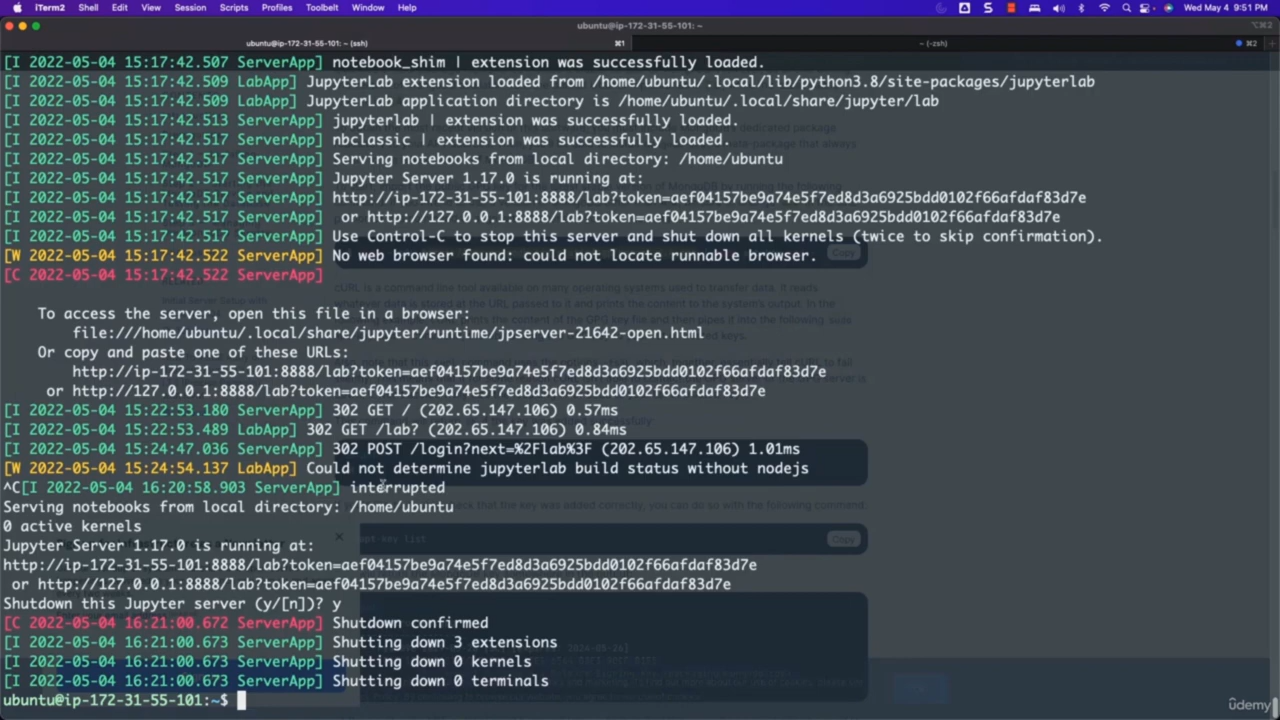 iTerm2 Shell Edit View Session Scripts Profiles Toolbelt Window Help Wed May 4 9:51 PM
ubuntu@ip-172-31-55-101: ~
ubuntu@ip-172-31-55-101: ~ (ssh) ⌘1 ~ (-zsh) ⌘2
[I 2022-05-04 15:17:42.507 ServerApp] notebook_shim | extension was successfully loaded.
[I 2022-05-04 15:17:42.509 LabApp] JupyterLab extension loaded from /home/ubuntu/.local/lib/python3.8/site-packages/jupyterlab
[I 2022-05-04 15:17:42.509 LabApp] JupyterLab application directory is /home/ubuntu/.local/share/jupyter/lab
[I 2022-05-04 15:17:42.513 ServerApp] jupyterlab | extension was successfully loaded.
[I 2022-05-04 15:17:42.517 ServerApp] nbclassic | extension was successfully loaded.
[I 2022-05-04 15:17:42.517 ServerApp] Serving notebooks from local directory: /home/ubuntu
[I 2022-05-04 15:17:42.517 ServerApp] Jupyter Server 1.17.0 is running at:
[I 2022-05-04 15:17:42.517 ServerApp] http://ip-172-31-55-101:8888/lab?token=aef04157be9a74e5f7ed8d3a6925bdd0102f66afdaf83d7e
[I 2022-05-04 15:17:42.517 ServerApp] or http://127.0.0.1:8888/lab?token=aef04157be9a74e5f7ed8d3a6925bdd0102f66afdaf83d7e
[I 2022-05-04 15:17:42.517 ServerApp] Use Control-C to stop this server and shut down all kernels (twice to skip confirmation).
[W 2022-05-04 15:17:42.522 ServerApp] No web browser found: could not locate runnable browser.
[C 2022-05-04 15:17:42.522 ServerApp]
To access the server, open this file in a browser:
file:///home/ubuntu/.local/share/jupyter/runtime/jpserver-21642-open.html
Or copy and paste one of these URLs:
http://ip-172-31-55-101:8888/lab?token=aef04157be9a74e5f7ed8d3a6925bdd0102f66afdaf83d7e
or http://127.0.0.1:8888/lab?token=aef04157be9a74e5f7ed8d3a6925bdd0102f66afdaf83d7e
[I 2022-05-04 15:22:53.180 ServerApp] 302 GET / (202.65.147.106) 0.57ms
[I 2022-05-04 15:22:53.489 LabApp] 302 GET /lab? (202.65.147.106) 0.84ms
[I 2022-05-04 15:24:47.036 ServerApp] 302 POST /login?next=%2Flab%3F (202.65.147.106) 1.01ms
[W 2022-05-04 15:24:54.137 LabApp] Could not determine jupyterlab build status without nodejs
^C[I 2022-05-04 16:20:58.903 ServerApp] interrupted
Serving notebooks from local directory: /home/ubuntu
0 active kernels
Jupyter Server 1.17.0 is running at:
http://ip-172-31-55-101:8888/lab?token=aef04157be9a74e5f7ed8d3a6925bdd0102f66afdaf83d7e
or http://127.0.0.1:8888/lab?token=aef04157be9a74e5f7ed8d3a6925bdd0102f66afdaf83d7e
Shutdown this Jupyter server (y/[n])? y
[C 2022-05-04 16:21:00.672 ServerApp] Shutdown confirmed
[I 2022-05-04 16:21:00.673 ServerApp] Shutting down 3 extensions
[I 2022-05-04 16:21:00.673 ServerApp] Shutting down 0 kernels
[I 2022-05-04 16:21:00.673 ServerApp] Shutting down 0 terminals
ubuntu@ip-172-31-55-101:~$
udemy